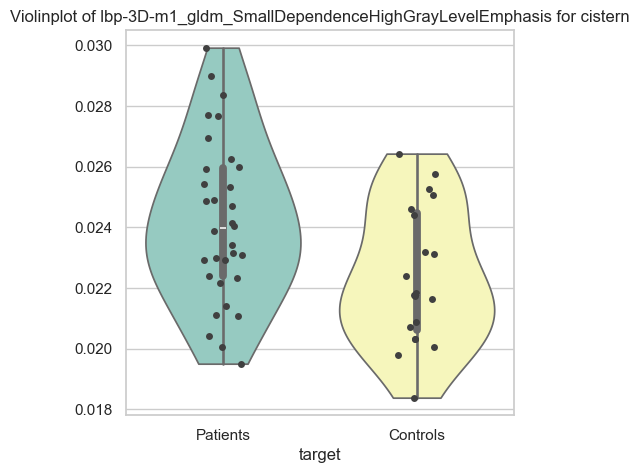 Violinplot of lbp-3D-m1_gldm_SmallDependenceHighGrayLevelEmphasis for cistern
0.030
0.028
0.026
0.024
0.022
0.020
0.018
Patients
Controls
target